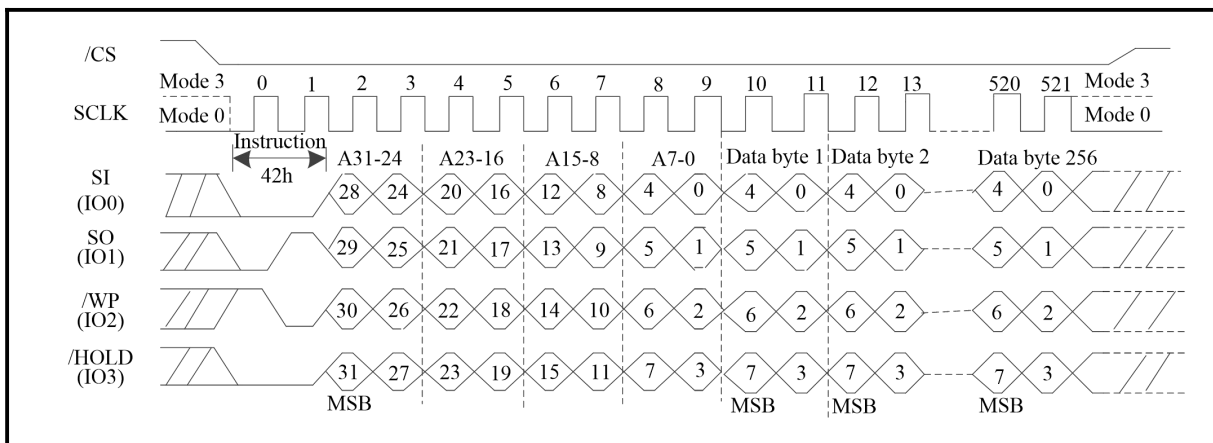 /CS
Mode 3 0 1 2 3 4 5 6 7 8 9 10 11 12 13 520 521 Mode 3
SCLK Mode 0 Mode 0
Instruction A31-24 A23-16 A15-8 A7-0 Data byte 1 Data byte 2 Data byte 256
42h
SI 28 24 20 16 12 8 4 0 4 0 4 0 4 0
(IO0)
SO 29 25 21 17 13 9 5 1 5 1 5 1 5 1
(IO1)
/WP 30 26 22 18 14 10 6 2 6 2 6 2 6 2
(IO2)
/HOLD 31 27 23 19 15 11 7 3 7 3 7 3 7 3
(IO3)
MSB MSB MSB MSB